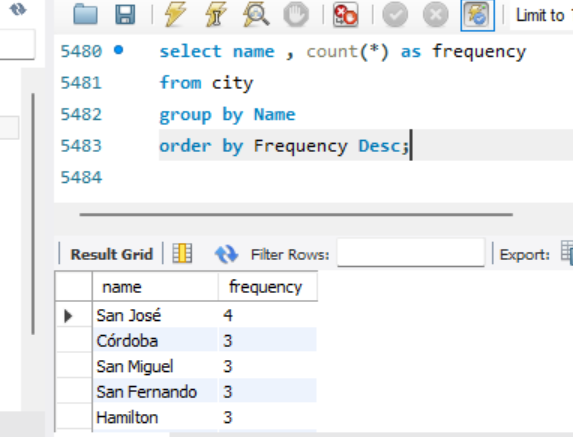 Limit to
5480 select name , count(*) as frequency
5481 from city
5482 group by Name
5483 order by Frequency Desc;
5484
Result Grid Filter Rows: Export:
name frequency
San José 4
Córdoba 3
San Miguel 3
San Fernando 3
Hamilton 3